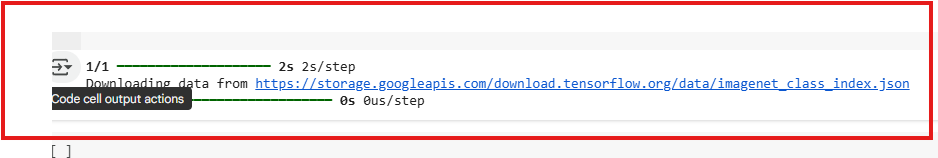 1/1 ━━━━━━━━━━━━━━━━━━━━ 2s 2s/step
Downloading data from https://storage.googleapis.com/download.tensorflow.org/data/imagenet_class_index.json
Code cell output actions ━━━━━━━━━━━━━━━━━━━━ 0s 0us/step
[ ]